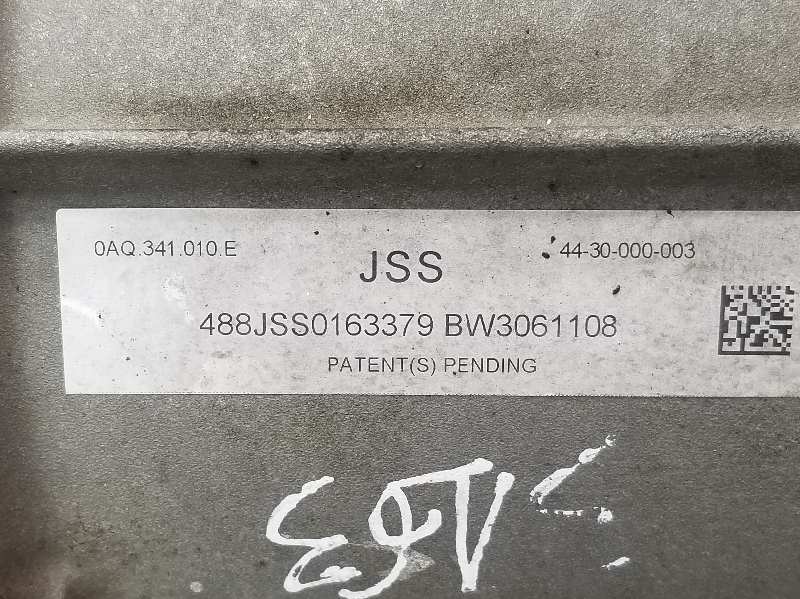 0AQ.341.010.E
JSS
44-30-000-003
488JSS0163379 BW3061108
PATENT(S) PENDING